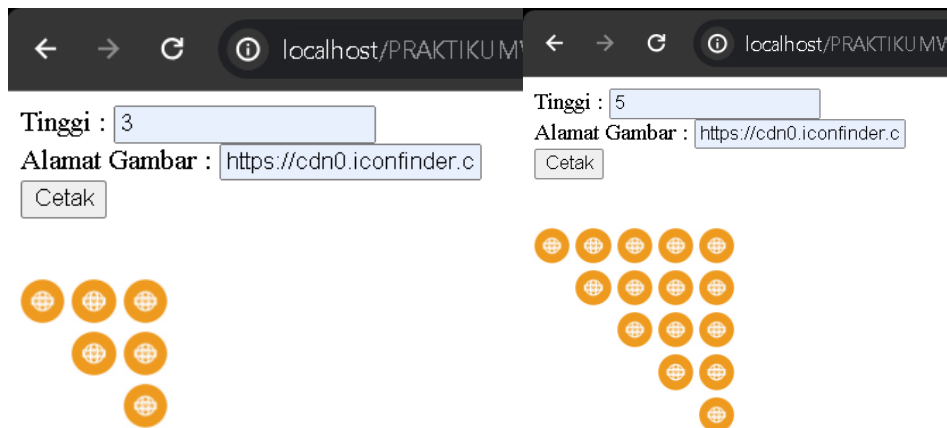 localhost/PRAKTIKUM
Tinggi : 3
Alamat Gambar : https://cdn0.iconfinder.c
Cetak
localhost/PRAKTIKUMW
Tinggi : 5
Alamat Gambar : https://cdn0.iconfinder.c
Cetak